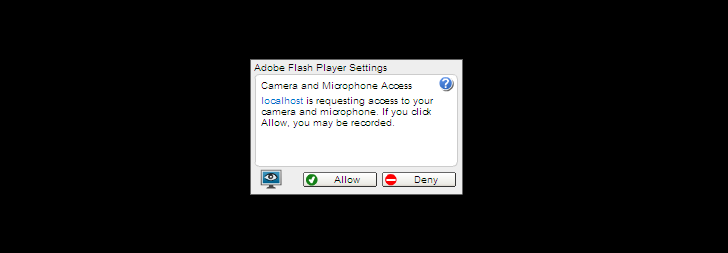 Adobe Flash Player Settings
Camera and Microphone Access
?
localhost is requesting access to your
camera and microphone. If you click
Allow, you may be recorded.
Allow
Deny